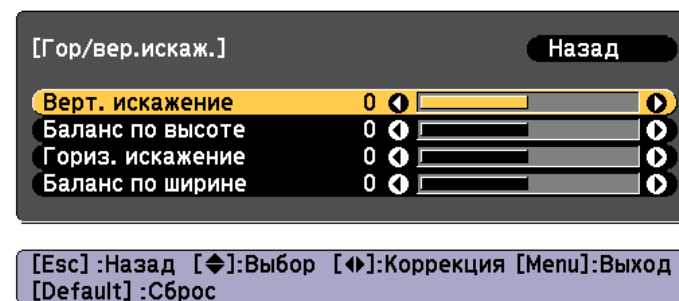 [Гор/вер.искаж.] Назад
Верт. искажение 0
Баланс по высоте 0
Гориз. искажение 0
Баланс по ширине 0
[Esc] :Назад [◆]:Выбор [◆]:Коррекция [Menu]:Выход
[Default] :Сброс